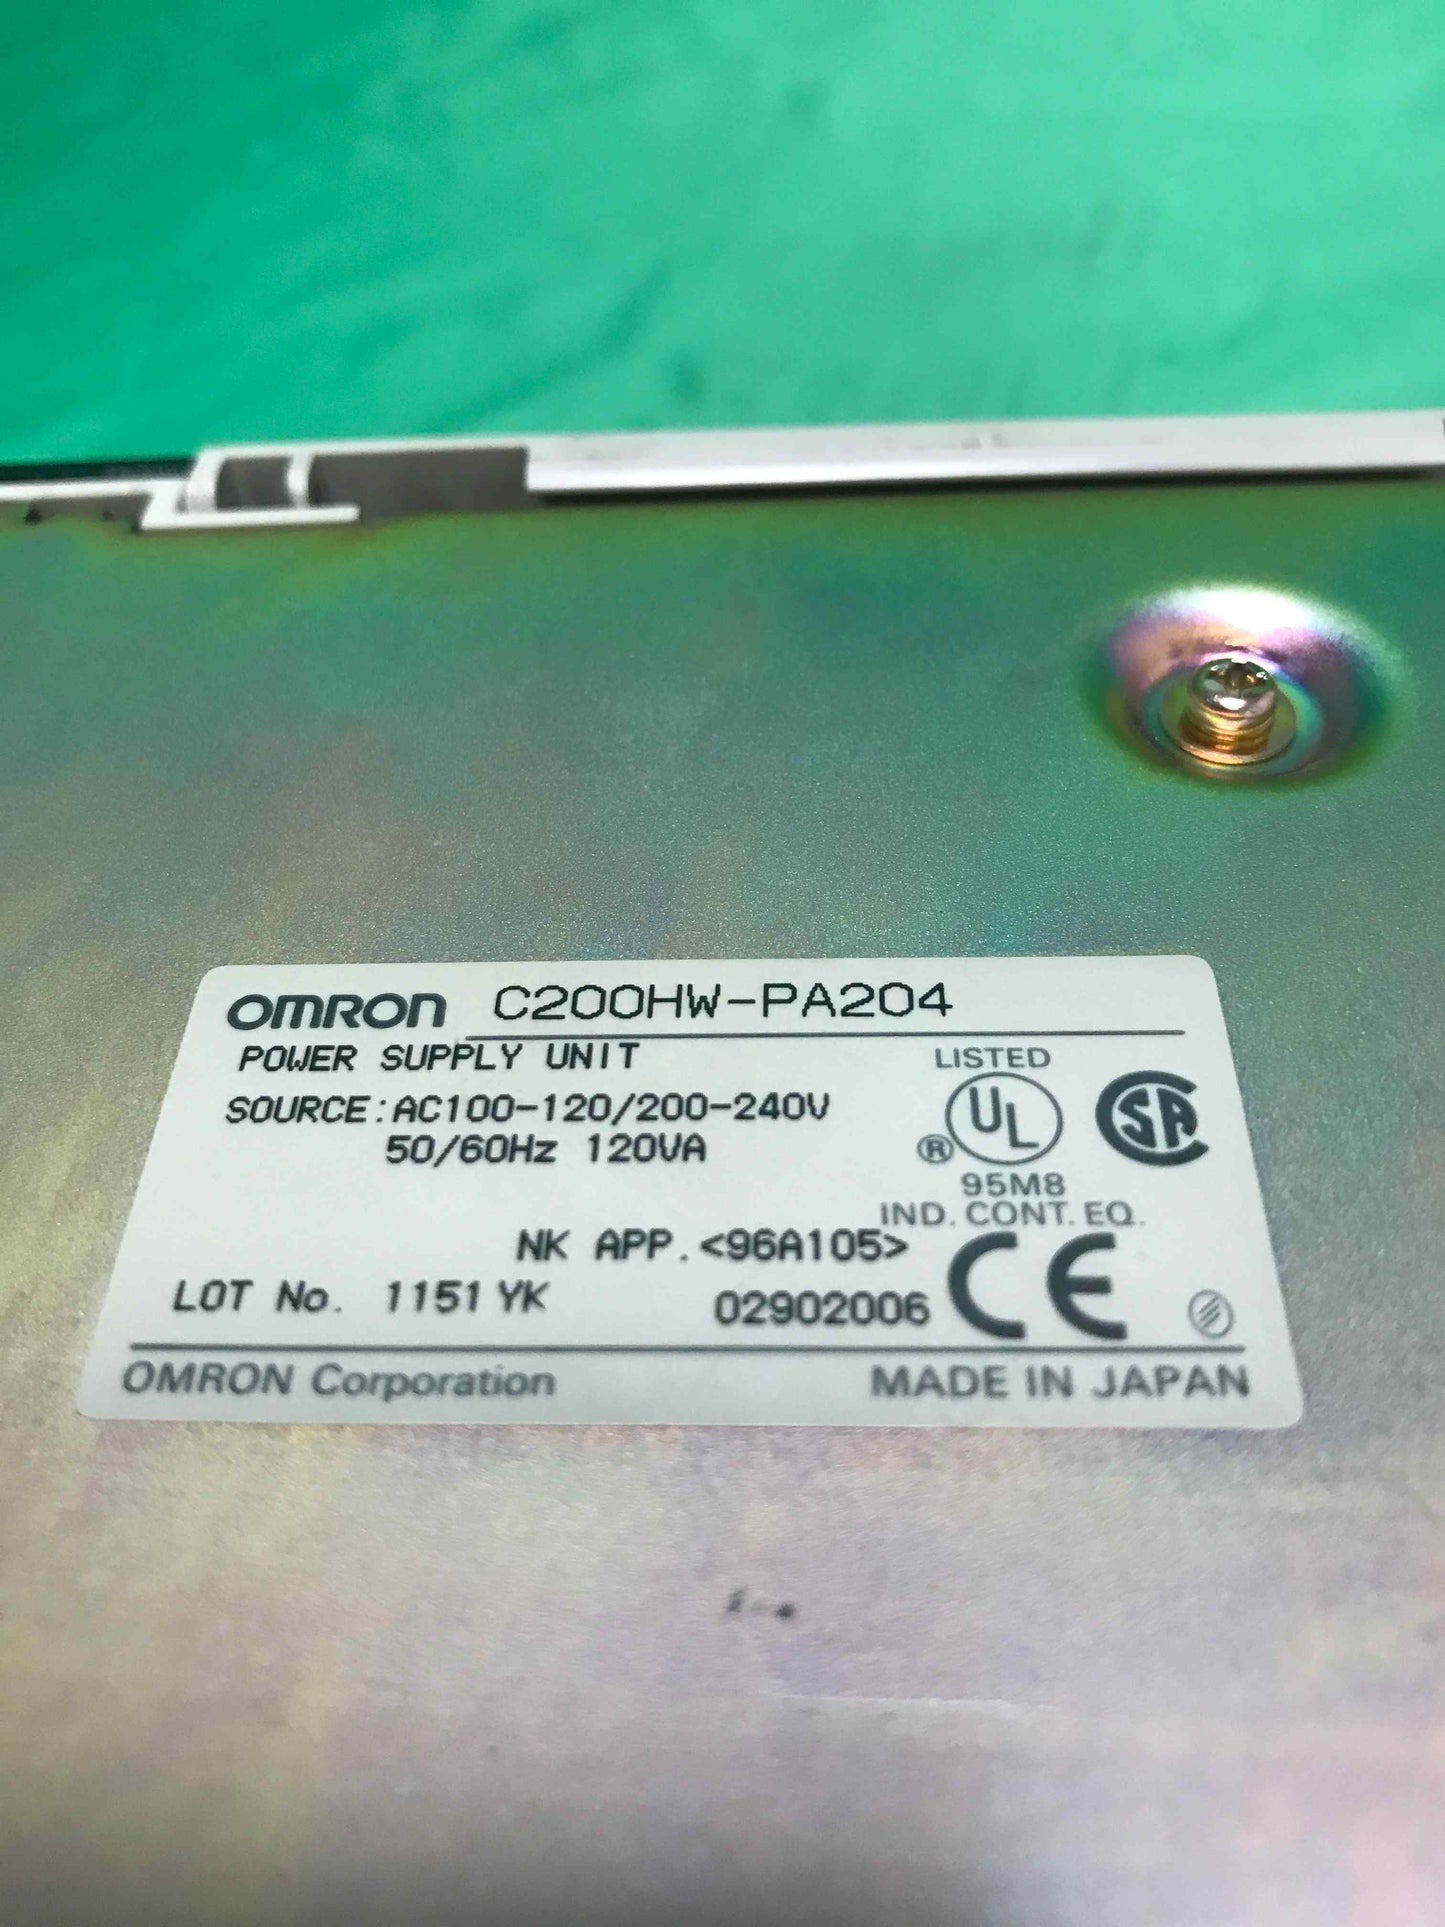 OMRON C200HW-PA204
POWER SUPPLY UNIT
LISTED
SOURCE:AC100-120/200-240V
50/60Hz 120VA
® UL
SA
95M8
IND. CONT. EQ.
NK APP.<96A105>
LOT No. 1151 YK
02902006 CE
OMRON Corporation
MADE IN JAPAN